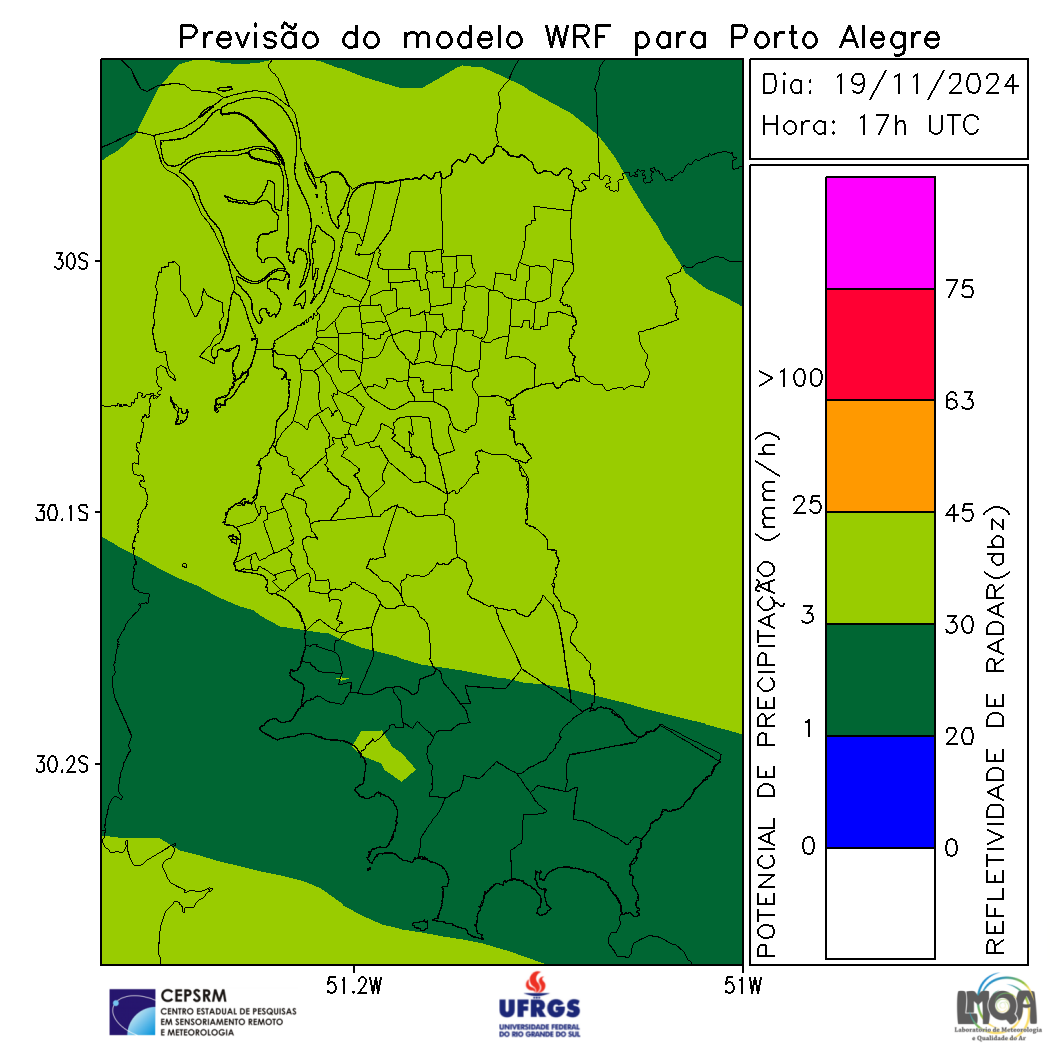 Previsão do modelo WRF para Porto Alegre
Dia: 19/11/2024
Hora: 17h UTC
30S
30.1S
30.2S
51.2W
51W
POTENCIAL DE PRECIPITAÇÃO (mm/h)
>100
25
3
1
0
75
63
45
30
20
0
REFLETIVIDADE DE RADAR(dbz)
CEPSRM
CENTRO ESTADUAL DE PESQUISAS
EM SENSORIAMENTO REMOTO
E METEOROLOGIA
UFRGS
UNIVERSIDADE FEDERAL
DO RIO GRANDE DO SUL
LMQA
Laboratório de Meteorologia
e Qualidade do Ar